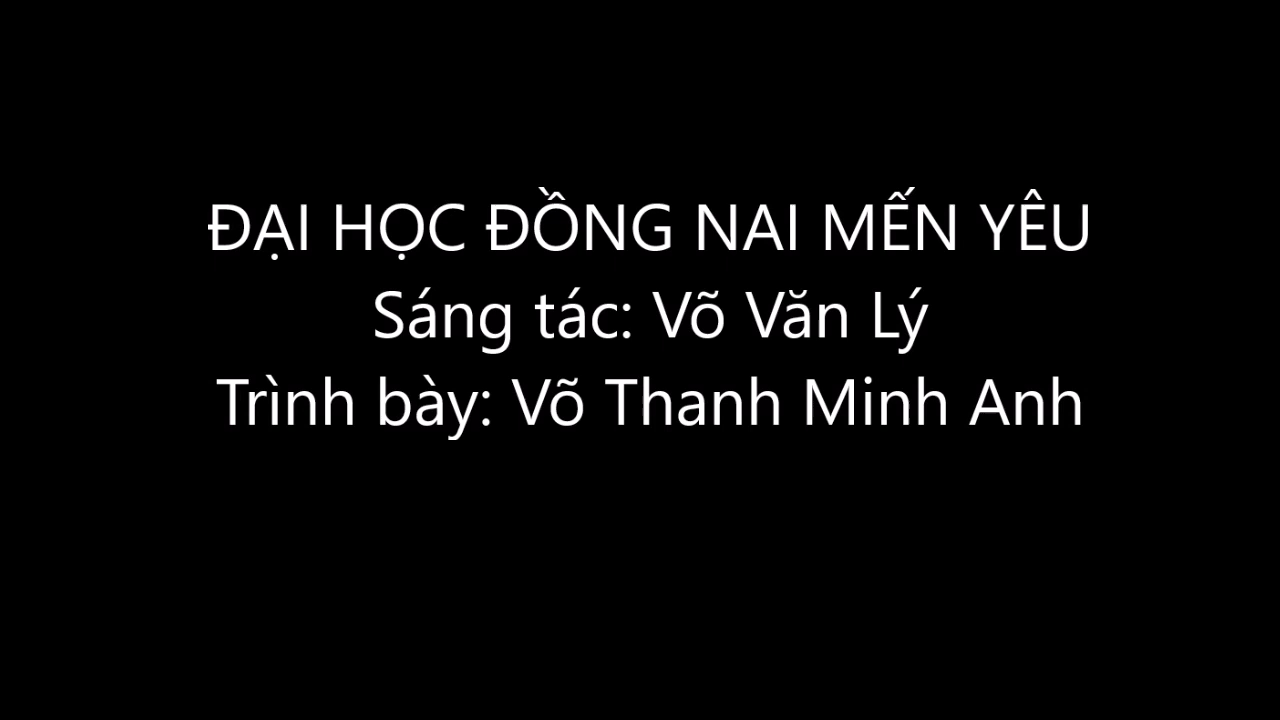 ĐẠI HỌC ĐỒNG NAI MẾN YÊU
Sáng tác: Võ Văn Lý
Trình bày: Võ Thanh Minh Anh